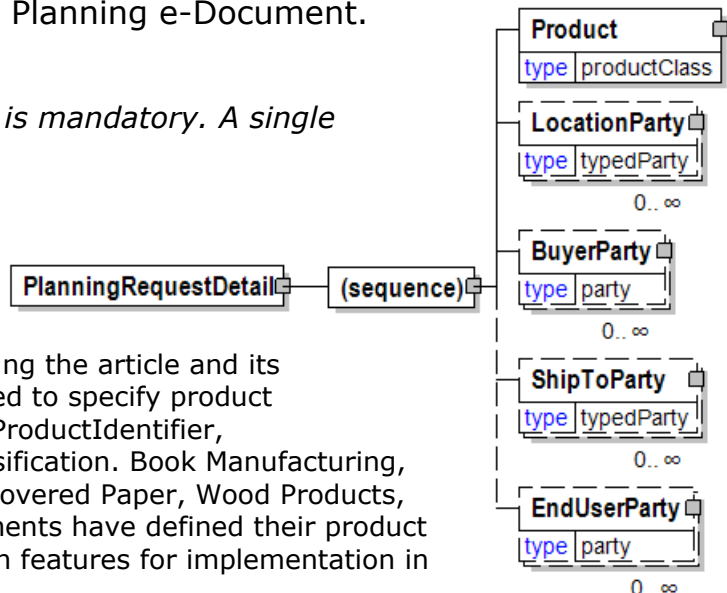 Planning e-Document.
is mandatory. A single
ing the article and its
ed to specify product
ProductIdentifier,
sification. Book Manufacturing,
overed Paper, Wood Products,
nents have defined their product
n features for implementation in
PlanningRequestDetail
(sequence)
Product
type productClass
LocationParty
type typedParty
0.. ∞
BuyerParty
type party
0.. ∞
ShipToParty
type typedParty
0.. ∞
EndUserParty
type party
0.. ∞